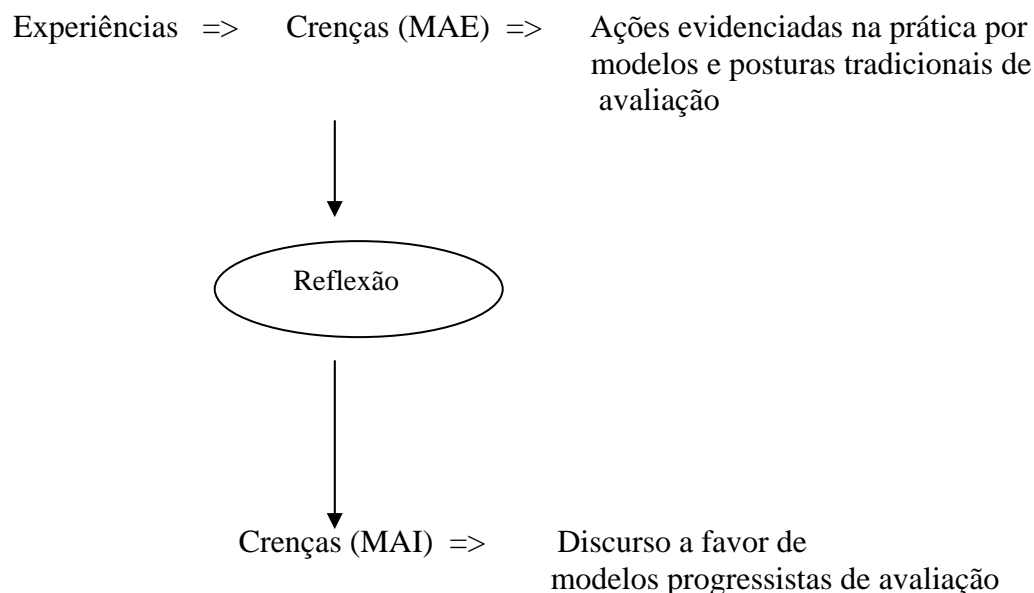 Experiências => Crenças (MAE) => Ações evidenciadas na prática por
modelos e posturas tradicionais de
avaliação
Reflexão
Crenças (MAI) => Discurso a favor de
modelos progressistas de avaliação